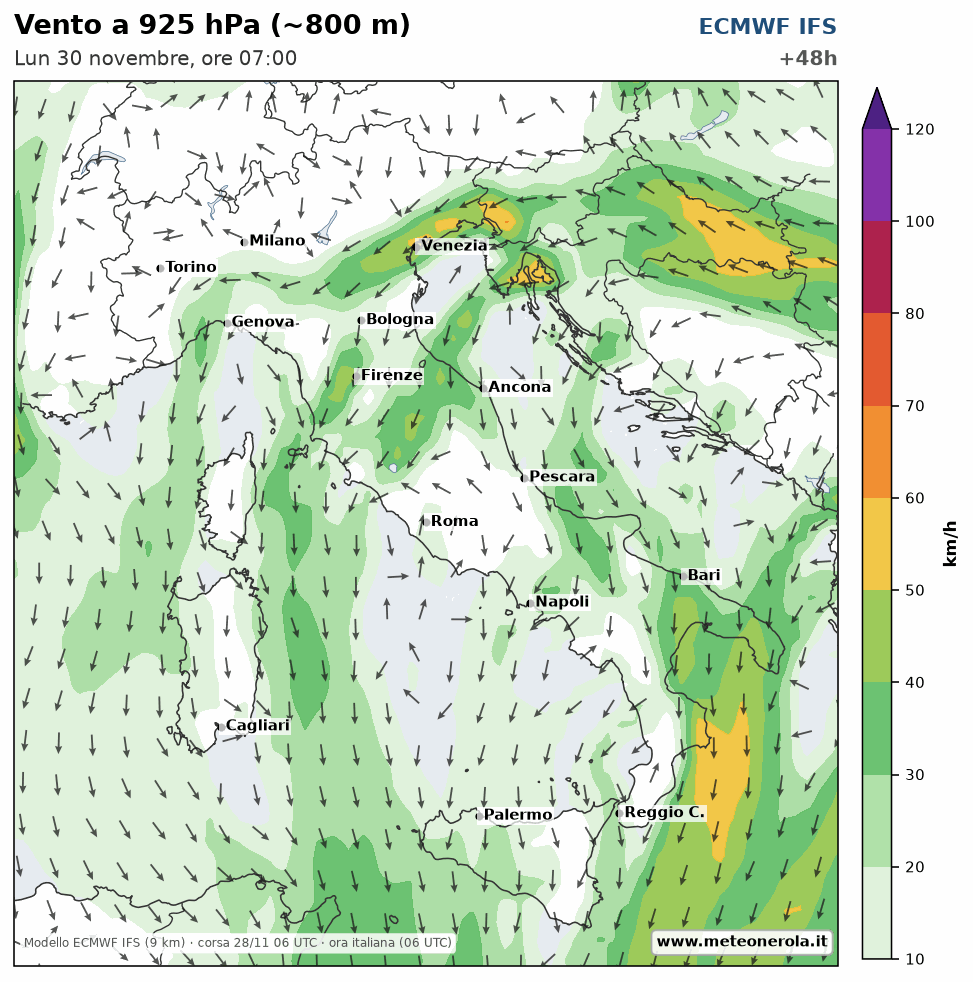 Vento a 925 hPa (~800 m)
ECMWF IFS
Lun 30 novembre, ore 07:00
+48h
Milano
Venezia
Torino
Genova
Bologna
Firenze
Ancona
Pescara
Roma
Bari
Napoli
Cagliari
Palermo
Reggio C.
120
100
80
70
60
50
40
30
20
10
km/h
Modello ECMWF IFS (9 km) · corsa 28/11 06 UTC · ora italiana (06 UTC)
www.meteonerola.it